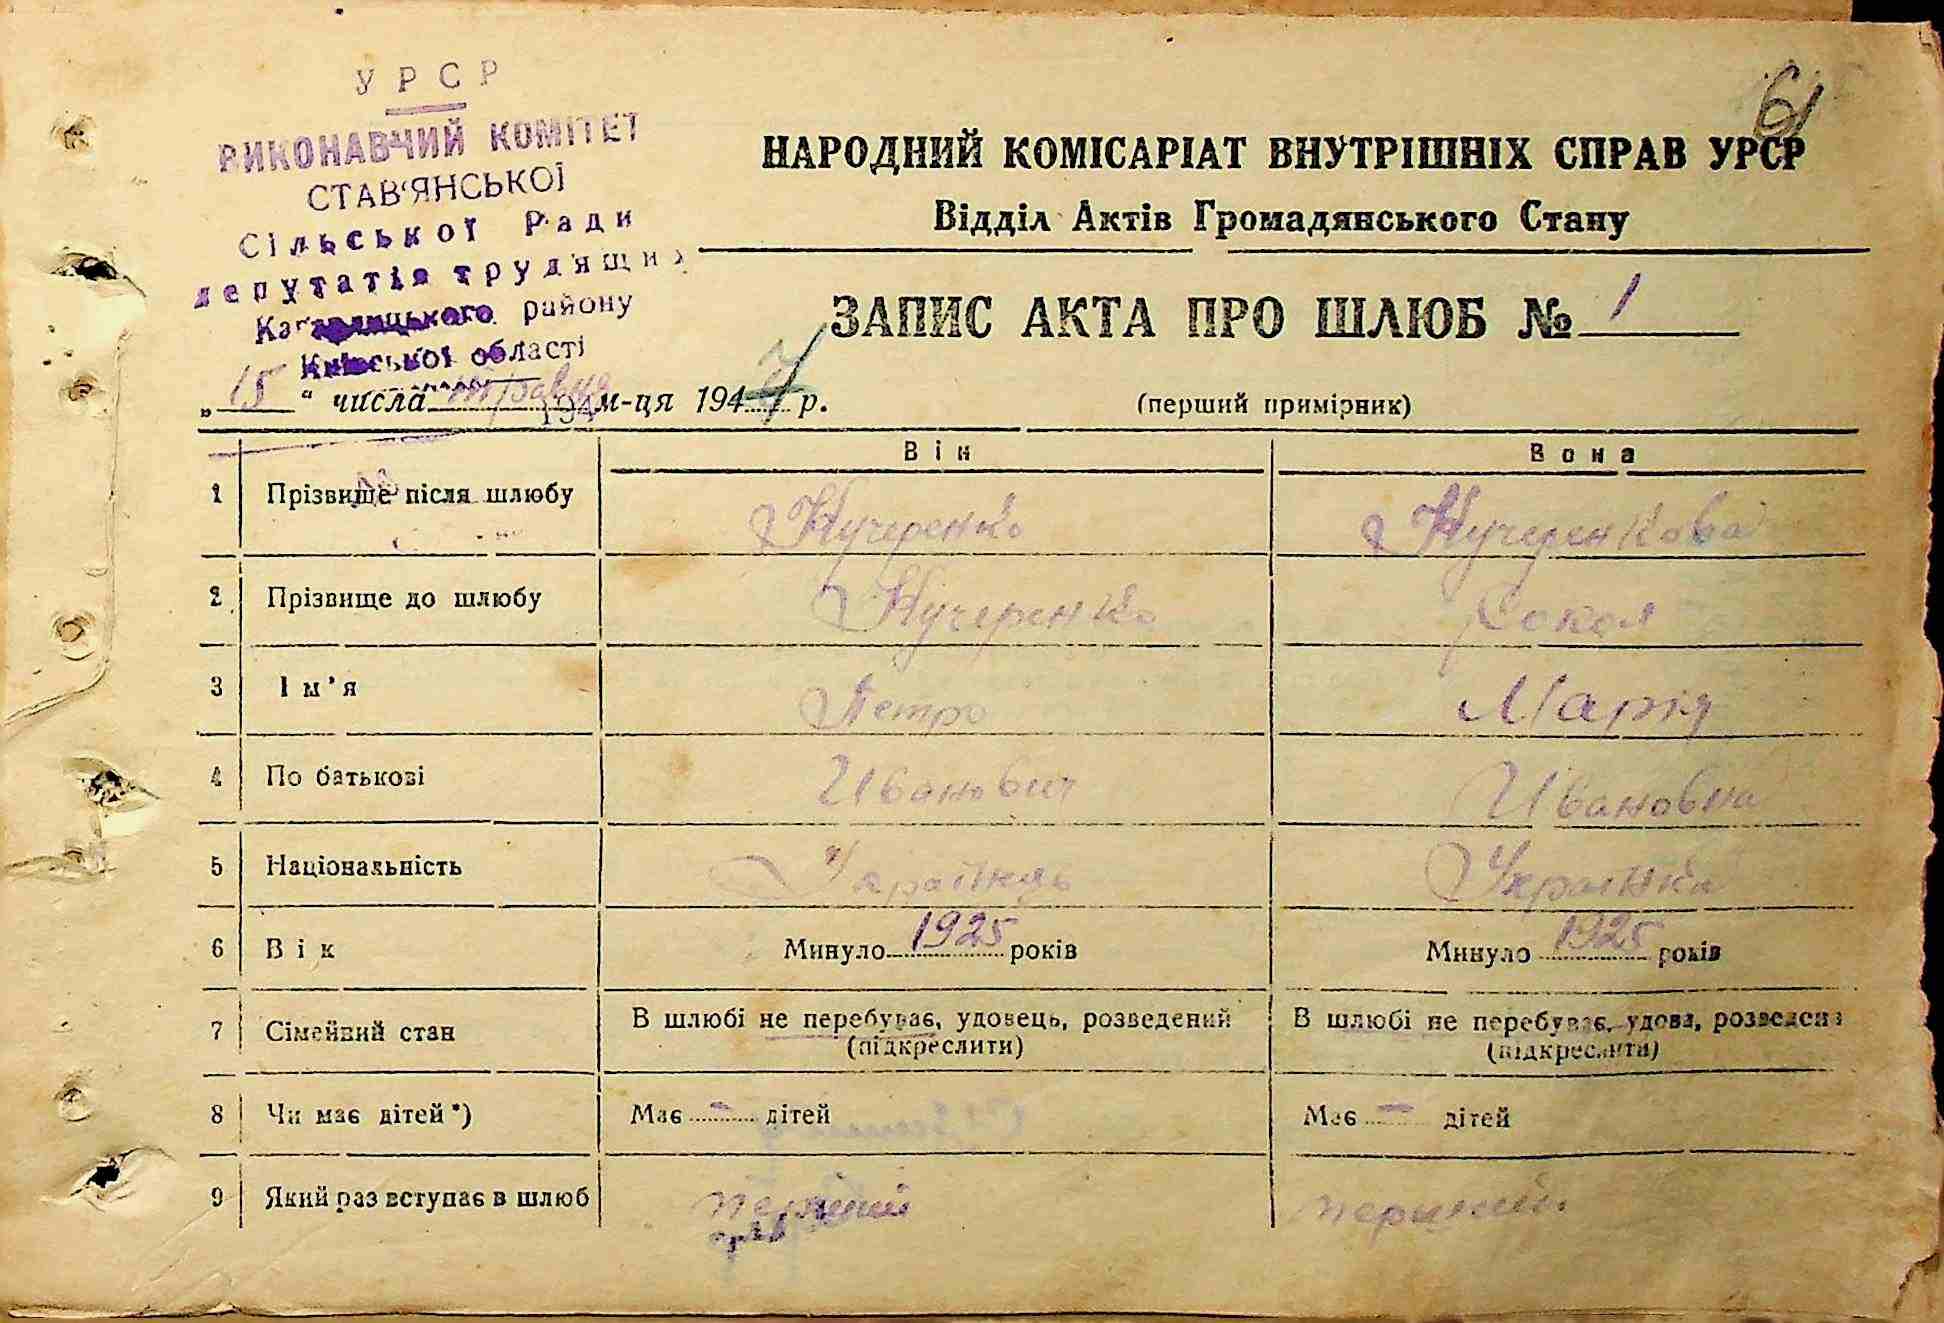 61
УРСР
ВИКОНАВЧИЙ КОМІТЕТ
СТАВ'ЯНСЬКОЇ
Сільської Ради
депутатів трудящих
Кагарлицького району
Київської області
НАРОДНИЙ КОМІСАРІАТ ВНУТРІШНІХ СПРАВ УРСР
Відділ Актів Громадянського Стану
ЗАПИС АКТА ПРО ШЛЮБ № 1
„15" числа травня м-ця 1947 р.
(перший примірник)
Він Вона
1 Прізвище після шлюбу Кучеренко Кучеренкова
2 Прізвище до шлюбу Кучеренко Сокол
3 Ім'я Петро Марія
4 По батькові Иванович Ивановна
5 Національність Українець Українка
6 Вік Минуло 1925 років Минуло 1925 років
7 Сімейний стан В шлюбі не перебуває, удовець, розведений В шлюбі не перебуває, удова, розведена
(підкреслити) (підкреслити)
8 Чи має дітей*) Має - дітей Має - дітей
9 Який раз вступає в шлюб перший перший